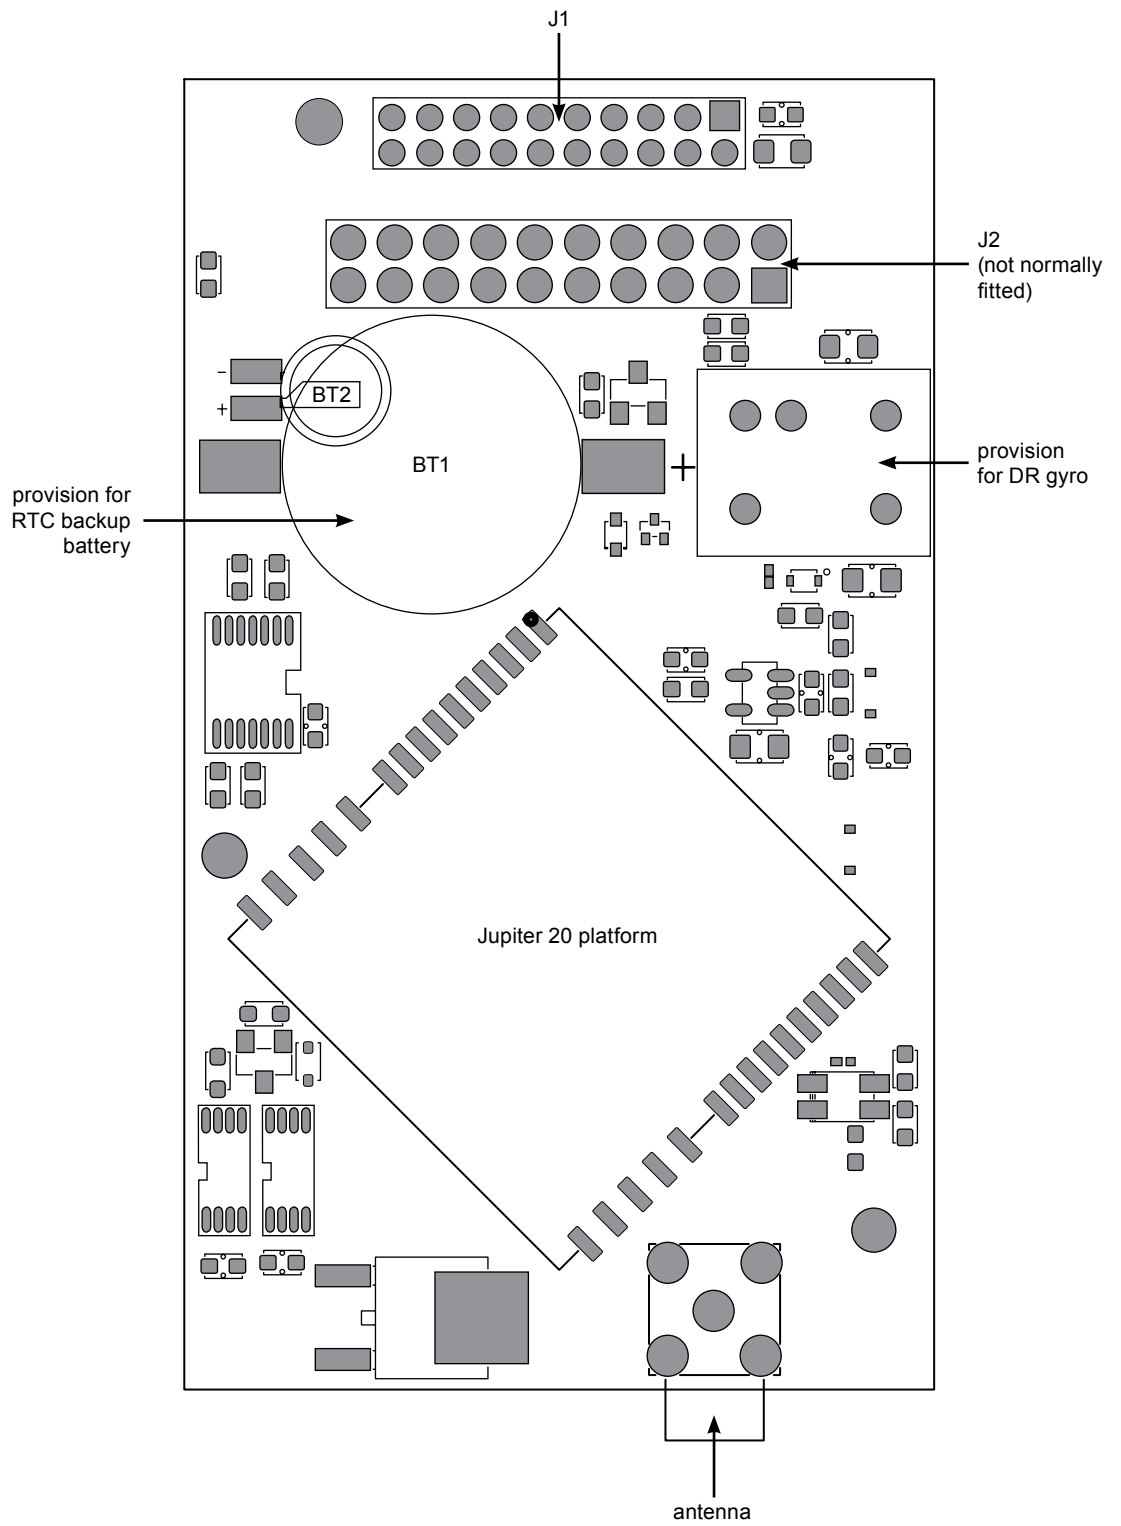 J1
J2
(not normally
fitted)
−
BT2
+
BT1
+
provision
for DR gyro
provision for
RTC backup
battery
Jupiter 20 platform
antenna